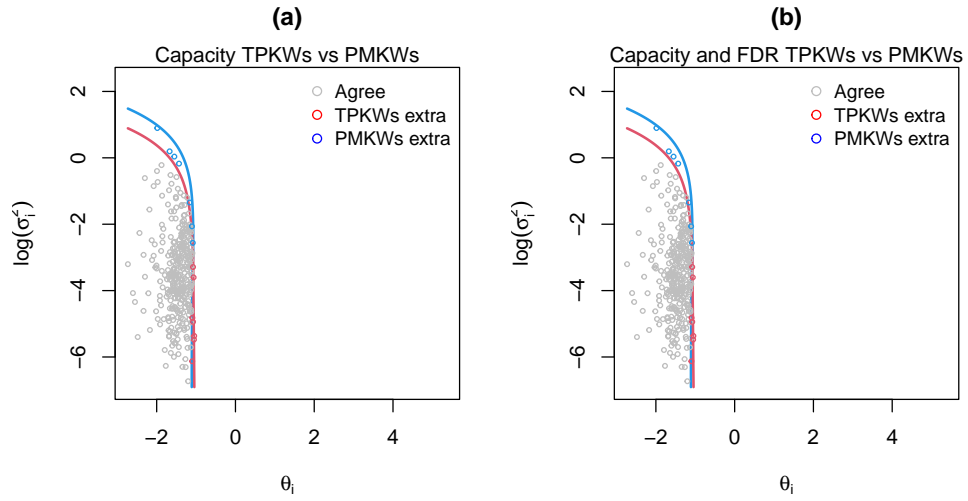 (a)
Capacity TPKWs vs PMKWs
Agree
TPKWs extra
PMKWs extra
log(σᵢ²)
2
0
−2
−4
−6
−2 0 2 4
θᵢ
(b)
Capacity and FDR TPKWs vs PMKWs
Agree
TPKWs extra
PMKWs extra
log(σᵢ²)
2
0
−2
−4
−6
−2 0 2 4
θᵢ